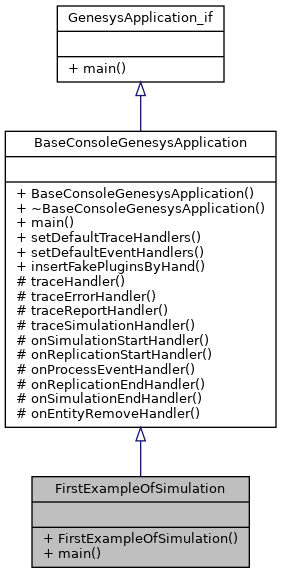 GenesysApplication_if
+ main()
BaseConsoleGenesysApplication
+ BaseConsoleGenesysApplication()
+ ~BaseConsoleGenesysApplication()
+ main()
+ setDefaultTraceHandlers()
+ setDefaultEventHandlers()
+ insertFakePluginsByHand()
# traceHandler()
# traceErrorHandler()
# traceReportHandler()
# traceSimulationHandler()
# onSimulationStartHandler()
# onReplicationStartHandler()
# onProcessEventHandler()
# onReplicationEndHandler()
# onSimulationEndHandler()
# onEntityRemoveHandler()
FirstExampleOfSimulation
+ FirstExampleOfSimulation()
+ main()